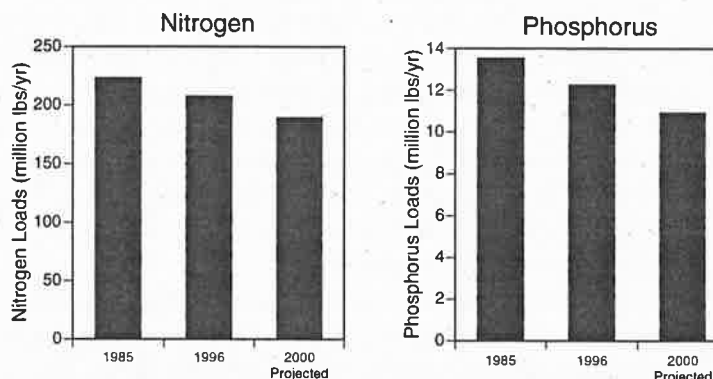 Nitrogen
Nitrogen Loads (million lbs/yr)
250
200
150
100
50
0
1985 1996 2000
Projected
Phosphorus
Phosphorus Loads (million lbs/yr)
14
12
10
8
6
4
2
0
1985 1996 2000
Projected